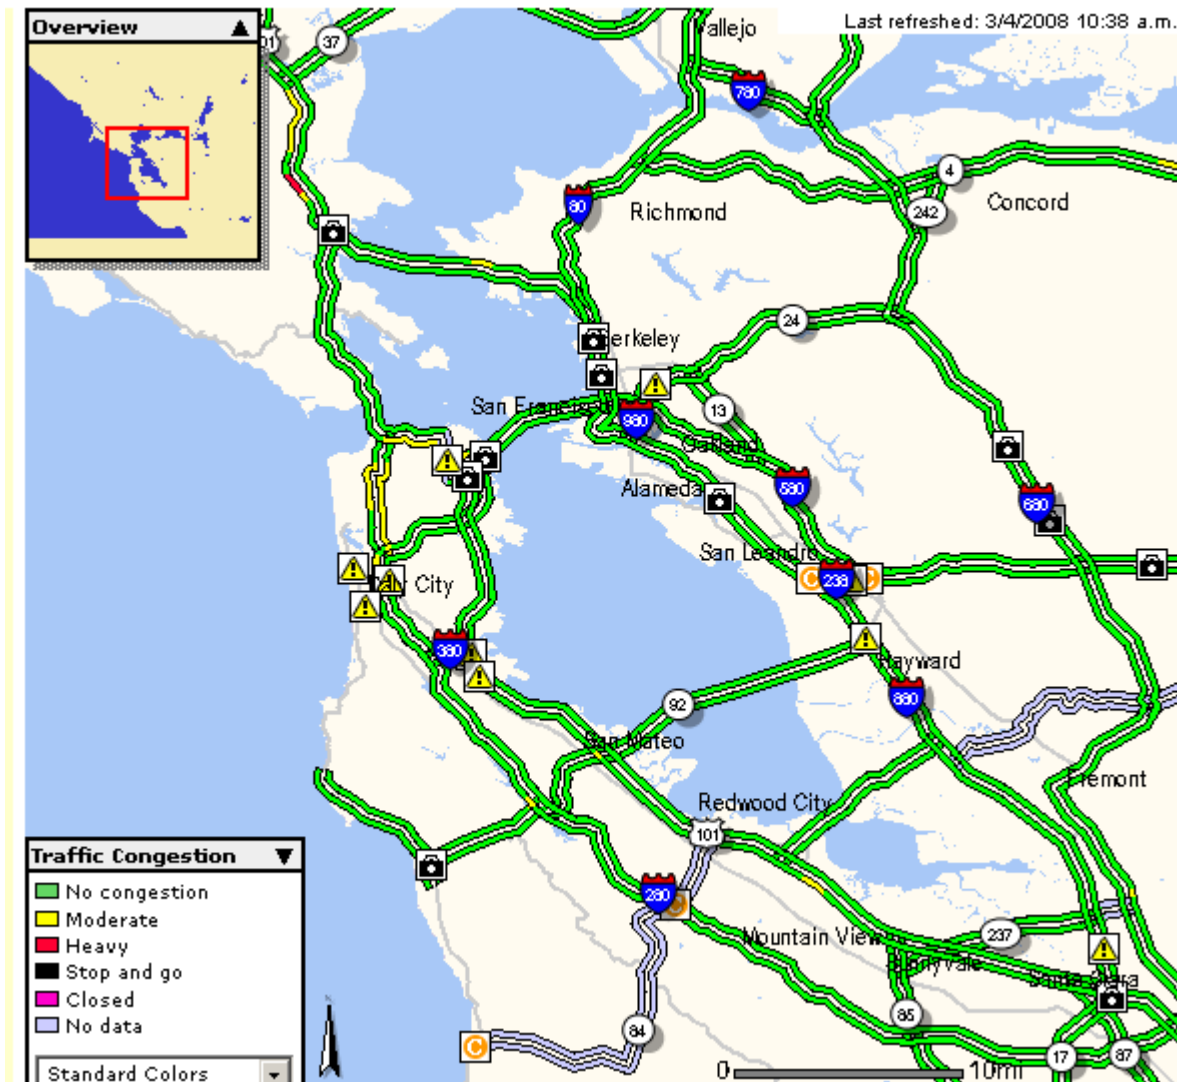 Overview
Last refreshed: 3/4/2008 10:38 a.m.
101
37
Vallejo
780
4
Concord
242
80
Richmond
24
Berkeley
San Francisco
980
13
Oakland
Alameda
580
680
San Leandro
238
Daly City
380
Hayward
880
92
San Mateo
Fremont
Redwood City
101
Traffic Congestion
No congestion
Moderate
Heavy
Stop and go
Closed
No data
Standard Colors
280
Mountain View
237
Sunnyvale
Santa Clara
85
84
17
87
0
10mi